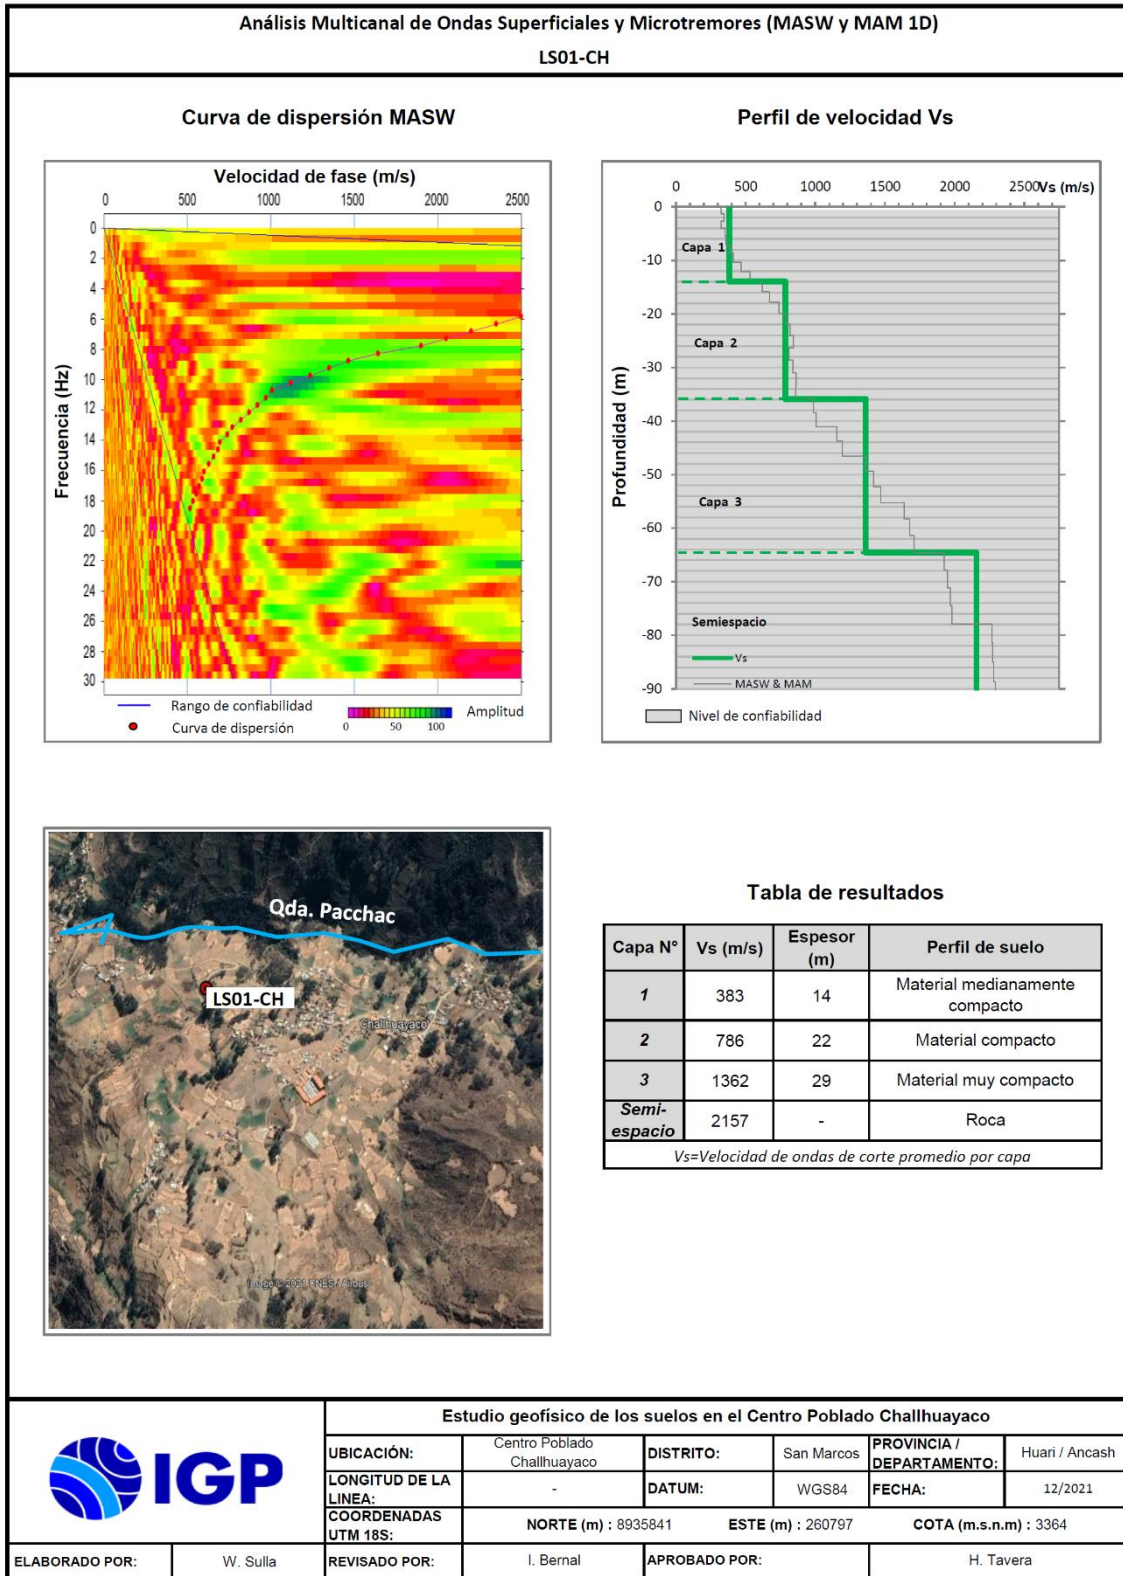 Análisis Multicanal de Ondas Superficiales y Microtremores (MASW y MAM 1D)
LS01-CH
Curva de dispersión MASW
Velocidad de fase (m/s)
0 500 1000 1500 2000 2500
Frecuencia (Hz)
0
2
4
6
8
10
12
14
16
18
20
22
24
26
28
30
Rango de confiabilidad
Curva de dispersión
0 50 100
Amplitud
Perfil de velocidad Vs
0 500 1000 1500 2000 2500 Vs (m/s)
Profundidad (m)
0
-10
-20
-30
-40
-50
-60
-70
-80
-90
Capa 1
Capa 2
Capa 3
Semiespacio
Vs
MASW & MAM
Nivel de confiabilidad
Qda. Pacchac
LS01-CH
Challhuayaco
Image © 2021 CNES / Airbus
Tabla de resultados
Capa N° Vs (m/s) Espesor (m) Perfil de suelo
1 383 14 Material medianamente compacto
2 786 22 Material compacto
3 1362 29 Material muy compacto
Semi-espacio 2157 - Roca
Vs=Velocidad de ondas de corte promedio por capa
IGP
Estudio geofísico de los suelos en el Centro Poblado Challhuayaco
UBICACIÓN: Centro Poblado Challhuayaco DISTRITO: San Marcos PROVINCIA / DEPARTAMENTO: Huari / Ancash
LONGITUD DE LA LINEA: - DATUM: WGS84 FECHA: 12/2021
COORDENADAS UTM 18S: NORTE (m) : 8935841 ESTE (m) : 260797 COTA (m.s.n.m) : 3364
ELABORADO POR: W. Sulla REVISADO POR: I. Bernal APROBADO POR: H. Tavera